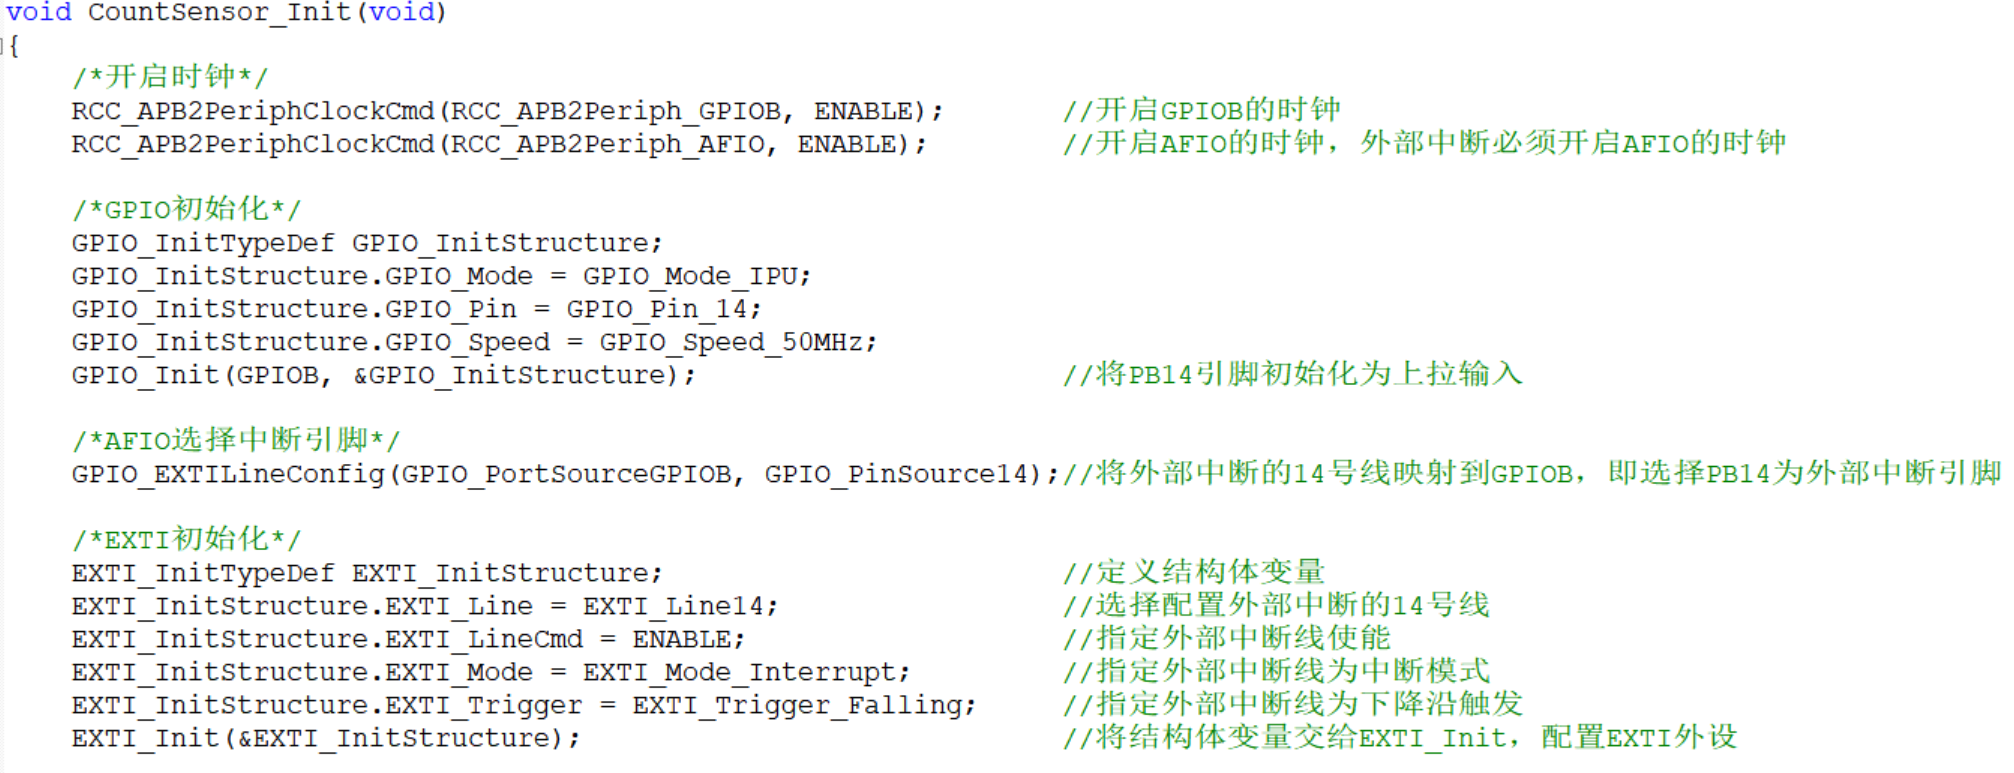 void CountSensor_Init(void)
{
/*开启时钟*/
RCC_APB2PeriphClockCmd(RCC_APB2Periph_GPIOB, ENABLE); //开启GPIOB的时钟
RCC_APB2PeriphClockCmd(RCC_APB2Periph_AFIO, ENABLE); //开启AFIO的时钟，外部中断必须开启AFIO的时钟
/*GPIO初始化*/
GPIO_InitTypeDef GPIO_InitStructure;
GPIO_InitStructure.GPIO_Mode = GPIO_Mode_IPU;
GPIO_InitStructure.GPIO_Pin = GPIO_Pin_14;
GPIO_InitStructure.GPIO_Speed = GPIO_Speed_50MHz;
GPIO_Init(GPIOB, &GPIO_InitStructure); //将PB14引脚初始化为上拉输入
/*AFIO选择中断引脚*/
GPIO_EXTILineConfig(GPIO_PortSourceGPIOB, GPIO_PinSource14);//将外部中断的14号线映射到GPIOB，即选择PB14为外部中断引脚
/*EXTI初始化*/
EXTI_InitTypeDef EXTI_InitStructure; //定义结构体变量
EXTI_InitStructure.EXTI_Line = EXTI_Line14; //选择配置外部中断的14号线
EXTI_InitStructure.EXTI_LineCmd = ENABLE; //指定外部中断线使能
EXTI_InitStructure.EXTI_Mode = EXTI_Mode_Interrupt; //指定外部中断线为中断模式
EXTI_InitStructure.EXTI_Trigger = EXTI_Trigger_Falling; //指定外部中断线为下降沿触发
EXTI_Init(&EXTI_InitStructure); //将结构体变量交给EXTI_Init，配置EXTI外设